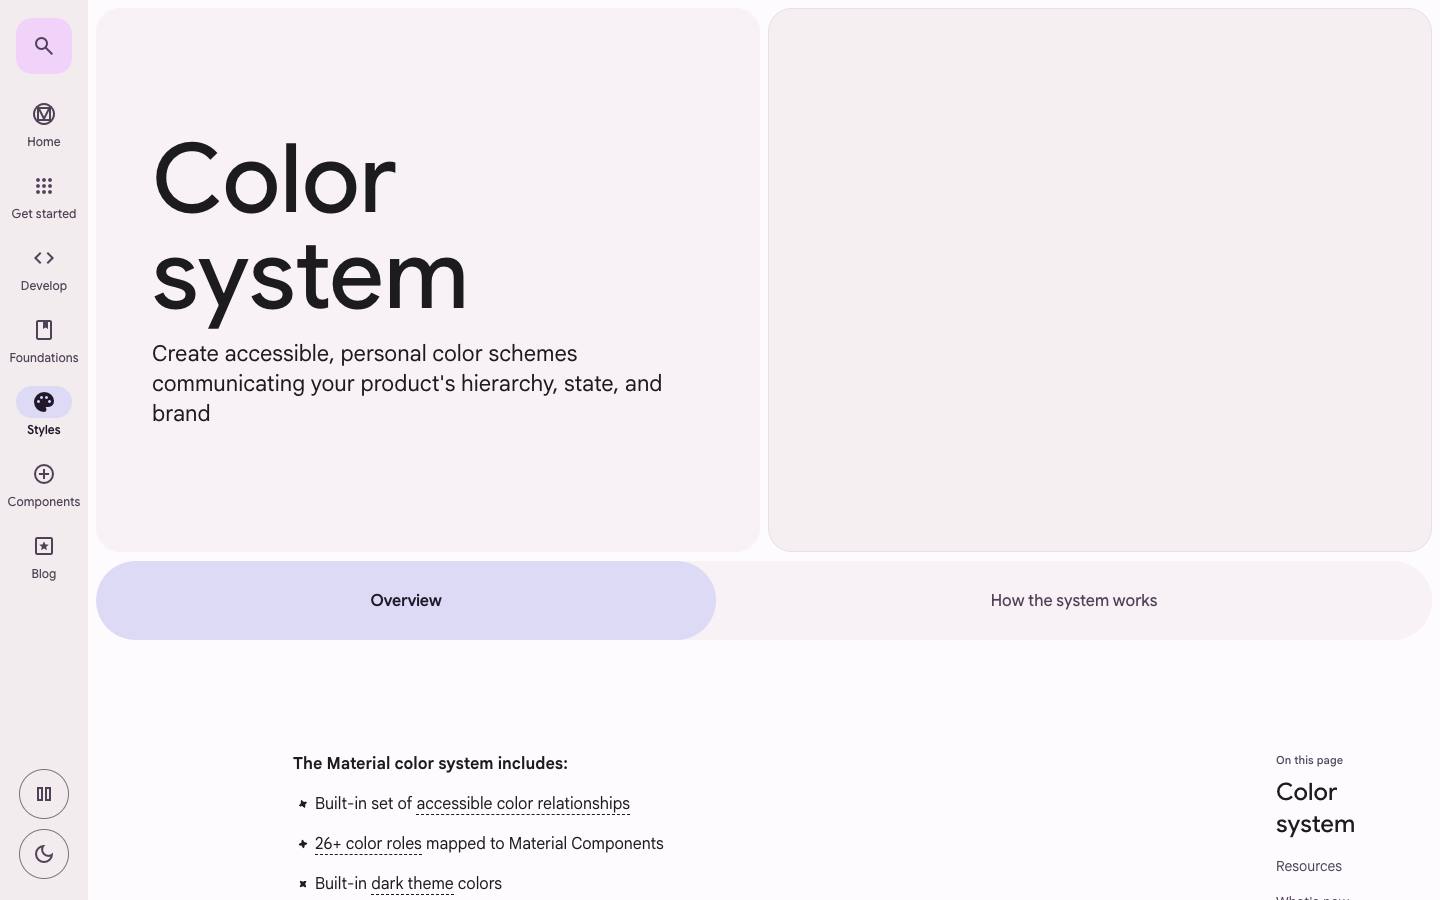 Home
Get started
Develop
Foundations
Styles
Components
Blog
Color
system
Create accessible, personal color schemes
communicating your product's hierarchy, state, and
brand
Overview
How the system works
The Material color system includes:
Built-in set of accessible color relationships
26+ color roles mapped to Material Components
Built-in dark theme colors
On this page
Color
system
Resources
What's new